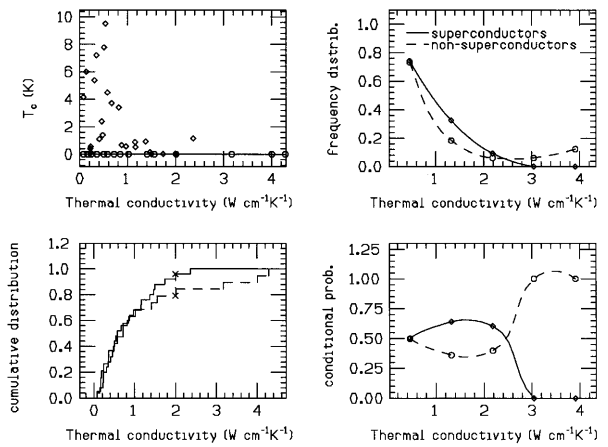 10
8
6
4
2
0
T_c (K)
0 1 2 3 4
Thermal conductivity (W cm⁻¹K⁻¹)
1.0
0.8
0.6
0.4
0.2
0.0
frequency distrib.
superconductors
non-superconductors
1 2 3 4
Thermal conductivity (W cm⁻¹K⁻¹)
1.2
1.0
0.8
0.6
0.4
0.2
0.0
cumulative distribution
0 1 2 3 4
Thermal conductivity (W cm⁻¹K⁻¹)
1.25
1.00
0.75
0.50
0.25
0.00
conditional prob.
1 2 3 4
Thermal conductivity (W cm⁻¹K⁻¹)